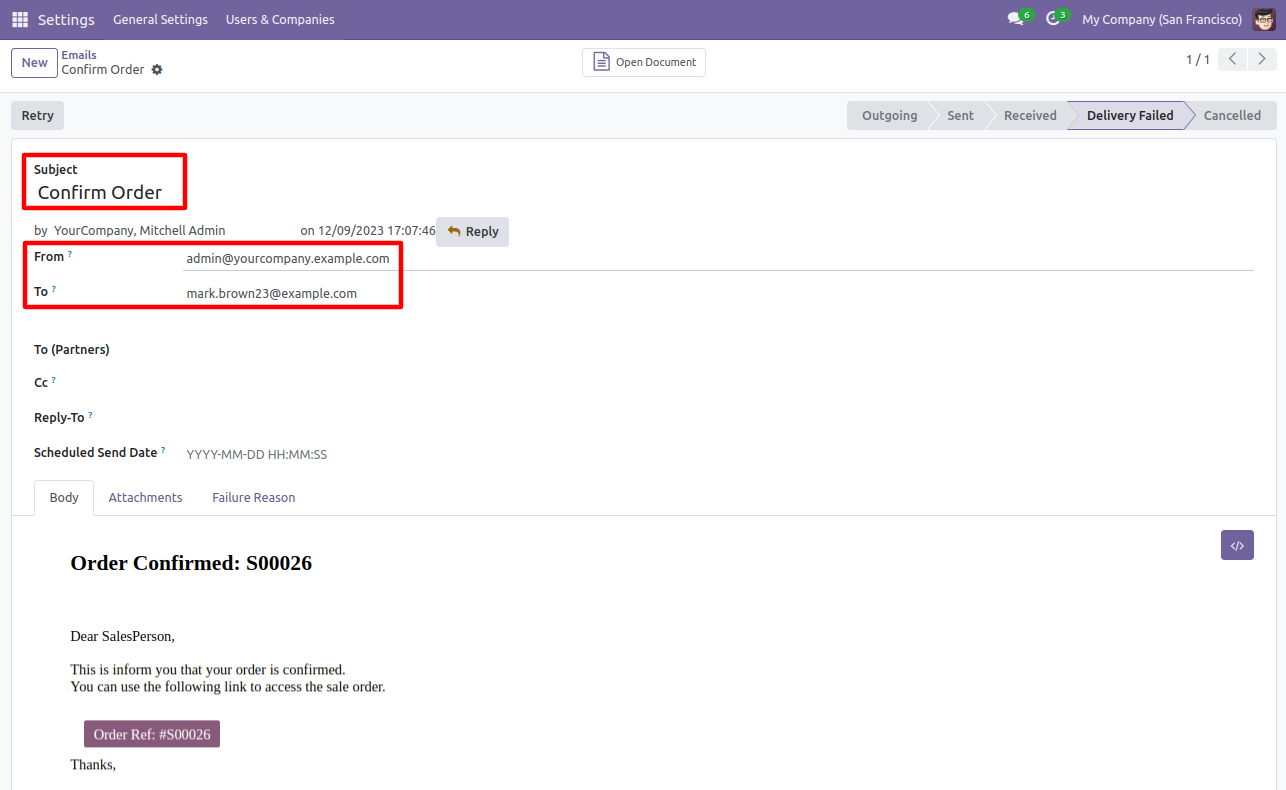 Settings General Settings Users & Companies 6 3 My Company (San Francisco)
New Emails
Confirm Order
Open Document
1 / 1
Retry
Outgoing Sent Received Delivery Failed Cancelled
Subject
Confirm Order
by YourCompany, Mitchell Admin on 12/09/2023 17:07:46 Reply
From ? admin@yourcompany.example.com
To ? mark.brown23@example.com
To (Partners)
Cc ?
Reply-To ?
Scheduled Send Date ? YYYY-MM-DD HH:MM:SS
Body Attachments Failure Reason
</>
Order Confirmed: S00026
Dear SalesPerson,
This is inform you that your order is confirmed.
You can use the following link to access the sale order.
Order Ref: #S00026
Thanks,